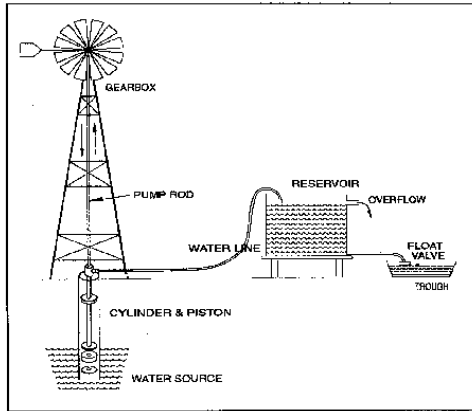 GEARBOX
PUMP ROD
RESERVOIR
OVERFLOW
WATER LINE
FLOAT
VALVE
TROUGH
CYLINDER & PISTON
WATER SOURCE